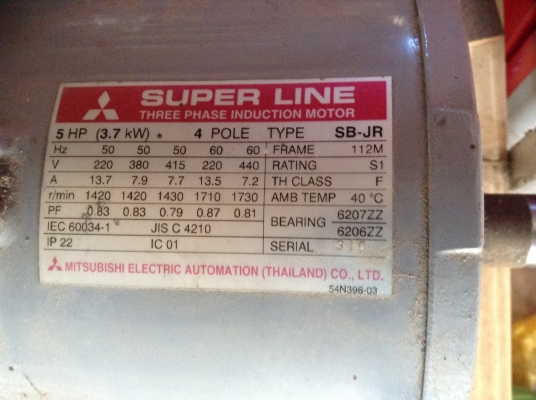 SUPER LINE
THREE PHASE INDUCTION MOTOR
5 HP (3.7 kW) 4 POLE TYPE SB-JR
Hz 50 50 50 60 60 FRAME 112M
V 220 380 415 220 440 RATING S1
A 13.7 7.9 7.7 13.5 7.2 TH CLASS F
r/min 1420 1420 1430 1710 1730 AMB TEMP 40 °C
PF 0.83 0.83 0.79 0.87 0.81 BEARING 6207ZZ
6206ZZ
IEC 60034-1 JIS C 4210
IP 22 IC 01 SERIAL
MITSUBISHI ELECTRIC AUTOMATION (THAILAND) CO., LTD.
54N396-03